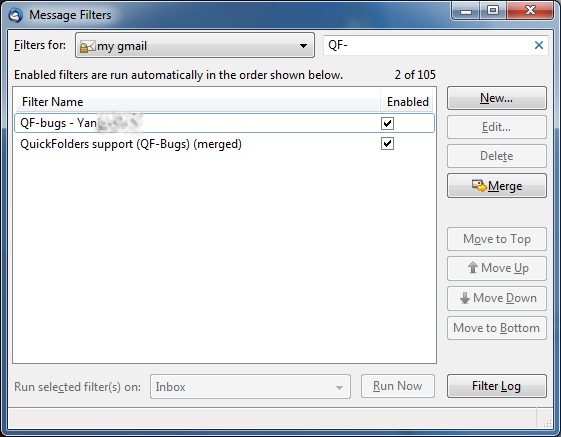 Message Filters
Filters for: my gmail QF-
Enabled filters are run automatically in the order shown below. 2 of 105
Filter Name Enabled
QF-bugs - Yan
QuickFolders support (QF-Bugs) (merged)
New...
Edit...
Delete
Merge
Move to Top
Move Up
Move Down
Move to Bottom
Run selected filter(s) on: Inbox Run Now Filter Log